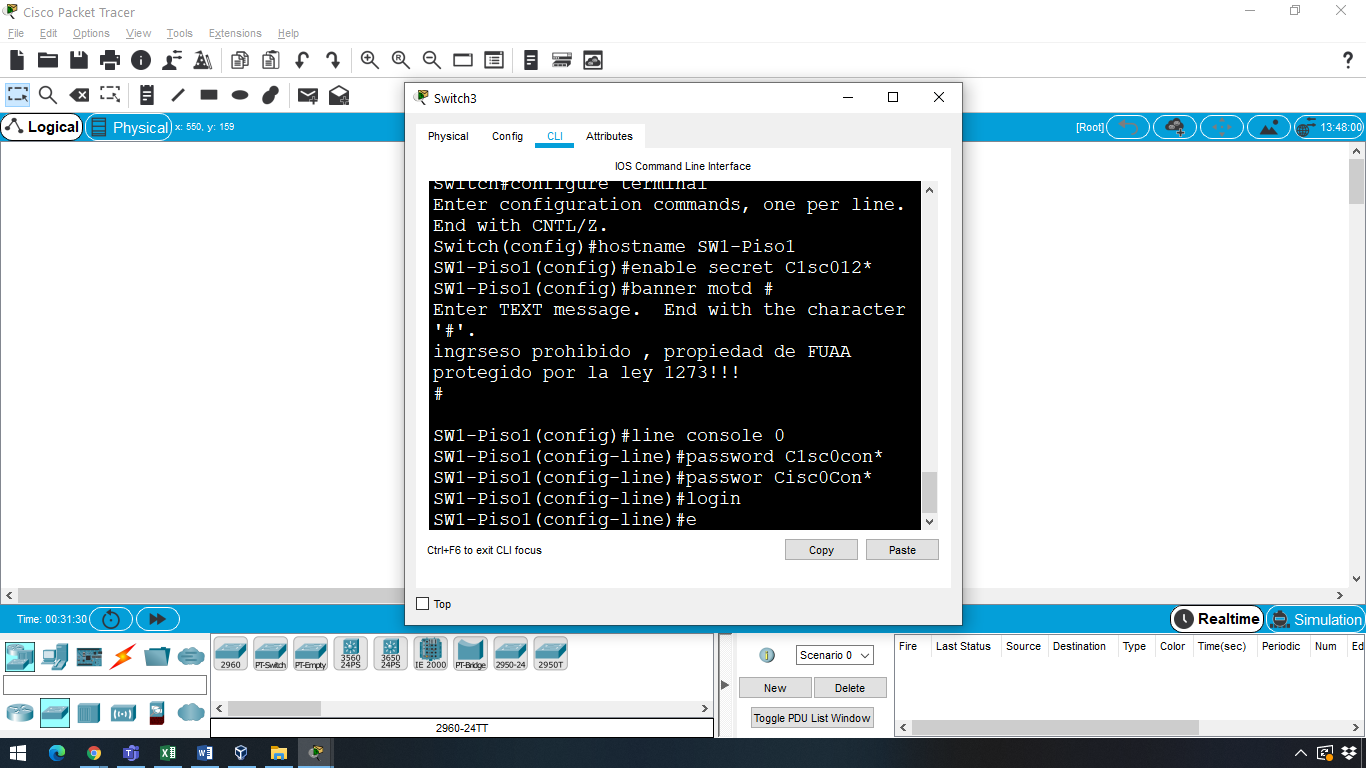 Cisco Packet Tracer
File Edit Options View Tools Extensions Help
?
Switch3
Logical Physical x: 550, y: 159
[Root] 13:48:00
Physical Config CLI Attributes
IOS Command Line Interface
Switch#configure terminal
Enter configuration commands, one per line.
End with CNTL/Z.
Switch(config)#hostname SW1-Piso1
SW1-Piso1(config)#enable secret C1sc012*
SW1-Piso1(config)#banner motd #
Enter TEXT message.  End with the character
'#'.
ingrseso prohibido , propiedad de FUAA
protegido por la ley 1273!!!
#
SW1-Piso1(config)#line console 0
SW1-Piso1(config-line)#password C1sc0con*
SW1-Piso1(config-line)#passwor Cisc0Con*
SW1-Piso1(config-line)#login
SW1-Piso1(config-line)#e
Ctrl+F6 to exit CLI focus
Copy Paste
Top
Time: 00:31:30
Realtime Simulation
2960 PT-Switch PT-Empty 3560 24PS 3650 24PS IE 2000 PT-Bridge 2950-24 2950T
2960-24TT
Scenario 0
New Delete
Toggle PDU List Window
Fire Last Status Source Destination Type Color Time(sec) Periodic Num Ed